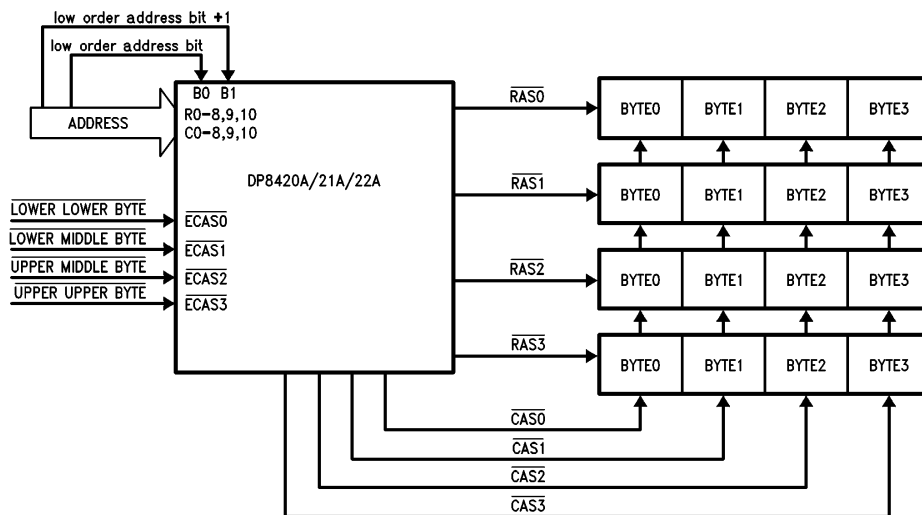 low order address bit +1
low order address bit
B0 B1
ADDRESS
R0-8,9,10
C0-8,9,10
DP8420A/21A/22A
LOWER LOWER BYTE
ECAS0
LOWER MIDDLE BYTE
ECAS1
UPPER MIDDLE BYTE
ECAS2
UPPER UPPER BYTE
ECAS3
RAS0
BYTE0 BYTE1 BYTE2 BYTE3
RAS1
BYTE0 BYTE1 BYTE2 BYTE3
RAS2
BYTE0 BYTE1 BYTE2 BYTE3
RAS3
BYTE0 BYTE1 BYTE2 BYTE3
CAS0
CAS1
CAS2
CAS3